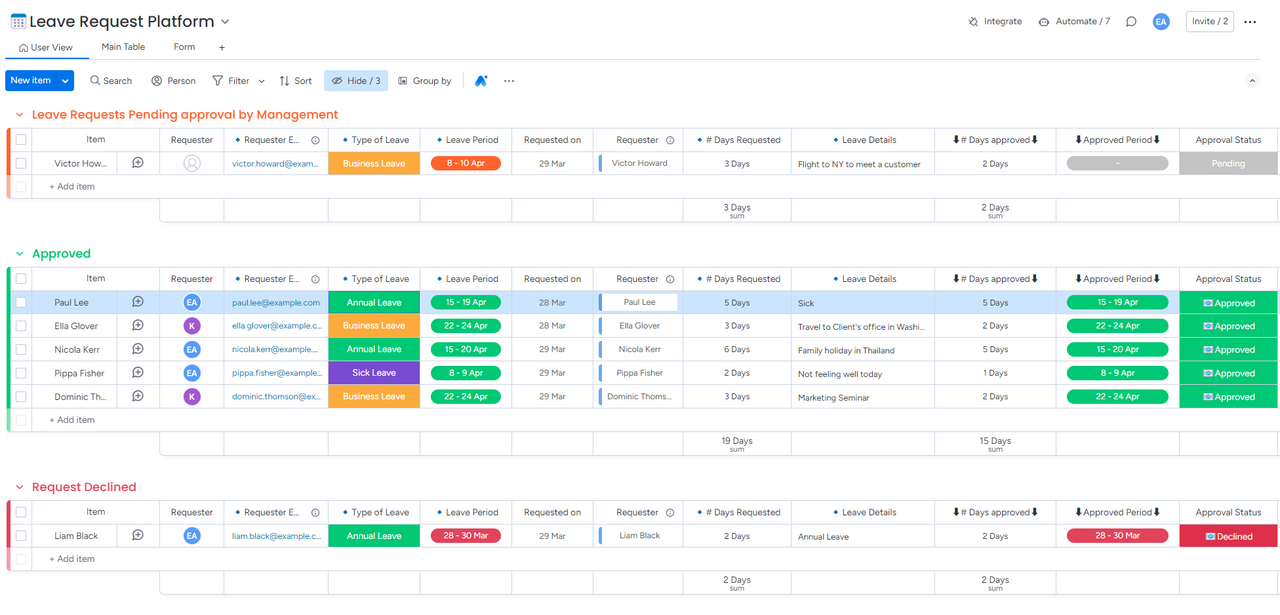 Leave Request Platform
Integrate Automate / 7 EA Invite / 2
User View Main Table Form +
New item Search Person Filter Sort Hide / 3 Group by
Leave Requests Pending approval by Management
Item Requester Requester E... Type of Leave Leave Period Requested on Requester # Days Requested Leave Details # Days approved Approved Period Approval Status
Victor How... victor.howard@exam... Business Leave 8 - 10 Apr 29 Mar Victor Howard 3 Days Flight to NY to meet a customer 2 Days - Pending
+ Add item
3 Days 2 Days
sum sum
Approved
Item Requester Requester E... Type of Leave Leave Period Requested on Requester # Days Requested Leave Details # Days approved Approved Period Approval Status
Paul Lee EA paul.lee@example.com Annual Leave 15 - 19 Apr 28 Mar Paul Lee 5 Days Sick 5 Days 15 - 19 Apr Approved
Ella Glover K ella.glover@example.c... Business Leave 22 - 24 Apr 28 Mar Ella Glover 3 Days Travel to Client's office in Washi... 2 Days 22 - 24 Apr Approved
Nicola Kerr EA nicola.kerr@example.... Annual Leave 15 - 20 Apr 29 Mar Nicola Kerr 6 Days Family holiday in Thailand 5 Days 15 - 20 Apr Approved
Pippa Fisher EA pippa.fisher@example... Sick Leave 8 - 9 Apr 29 Mar Pippa Fisher 2 Days Not feeling well today 1 Days 8 - 9 Apr Approved
Dominic Th... K dominic.thomson@ex... Business Leave 22 - 24 Apr 29 Mar Dominic Thoms... 3 Days Marketing Seminar 2 Days 22 - 24 Apr Approved
+ Add item
19 Days 15 Days
sum sum
Request Declined
Item Requester Requester E... Type of Leave Leave Period Requested on Requester # Days Requested Leave Details # Days approved Approved Period Approval Status
Liam Black EA liam.black@example.c... Annual Leave 28 - 30 Mar 29 Mar Liam Black 2 Days Annual Leave 2 Days 28 - 30 Mar Declined
+ Add item
2 Days 2 Days
sum sum